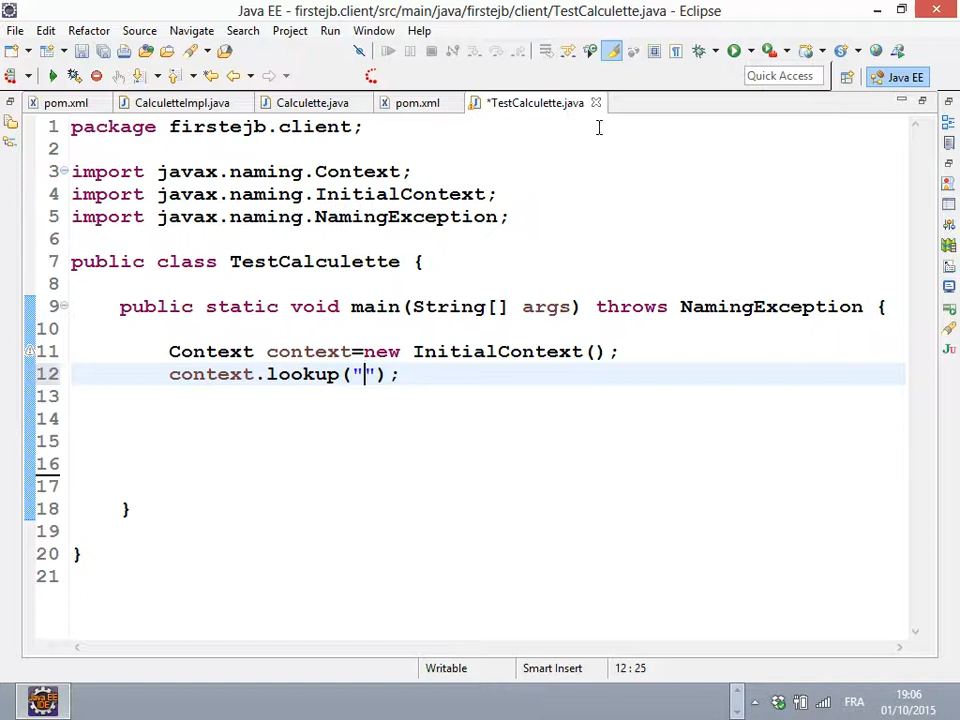 Java EE - firstejb.client/src/main/java/firstejb/client/TestCalculette.java - Eclipse
File Edit Refactor Source Navigate Search Project Run Window Help
Quick Access Java EE
pom.xml CalculetteImpl.java Calculette.java pom.xml *TestCalculette.java
1 package firstejb.client;
2
3 import javax.naming.Context;
4 import javax.naming.InitialContext;
5 import javax.naming.NamingException;
6
7 public class TestCalculette {
8
9 public static void main(String[] args) throws NamingException {
10
11 Context context=new InitialContext();
12 context.lookup("");
13
14
15
16
17
18 }
19
20 }
21
Writable Smart Insert 12 : 25
Java EE IDE
FRA
19:06
01/10/2015